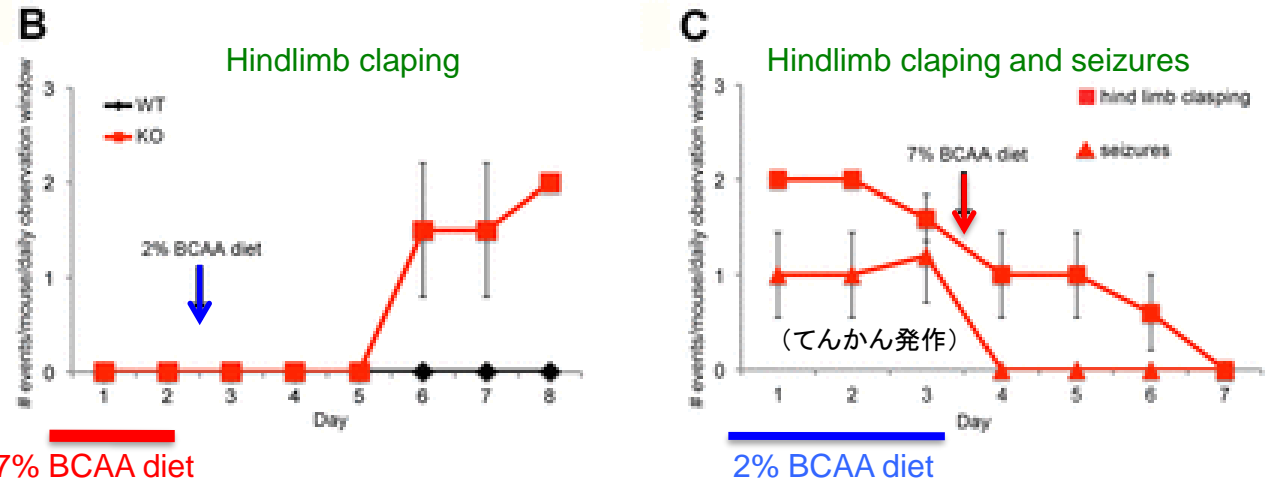 B
Hindlimb claping
# events/mouse/daily observation window
3
2
1
0
WT
KO
2% BCAA diet
1 2 3 4 5 6 7 8
Day
7% BCAA diet
C
Hindlimb claping and seizures
# events/mouse/daily observation window
3
2
1
0
hind limb clasping
seizures
7% BCAA diet
（てんかん発作）
1 2 3 4 5 6 7
Day
2% BCAA diet